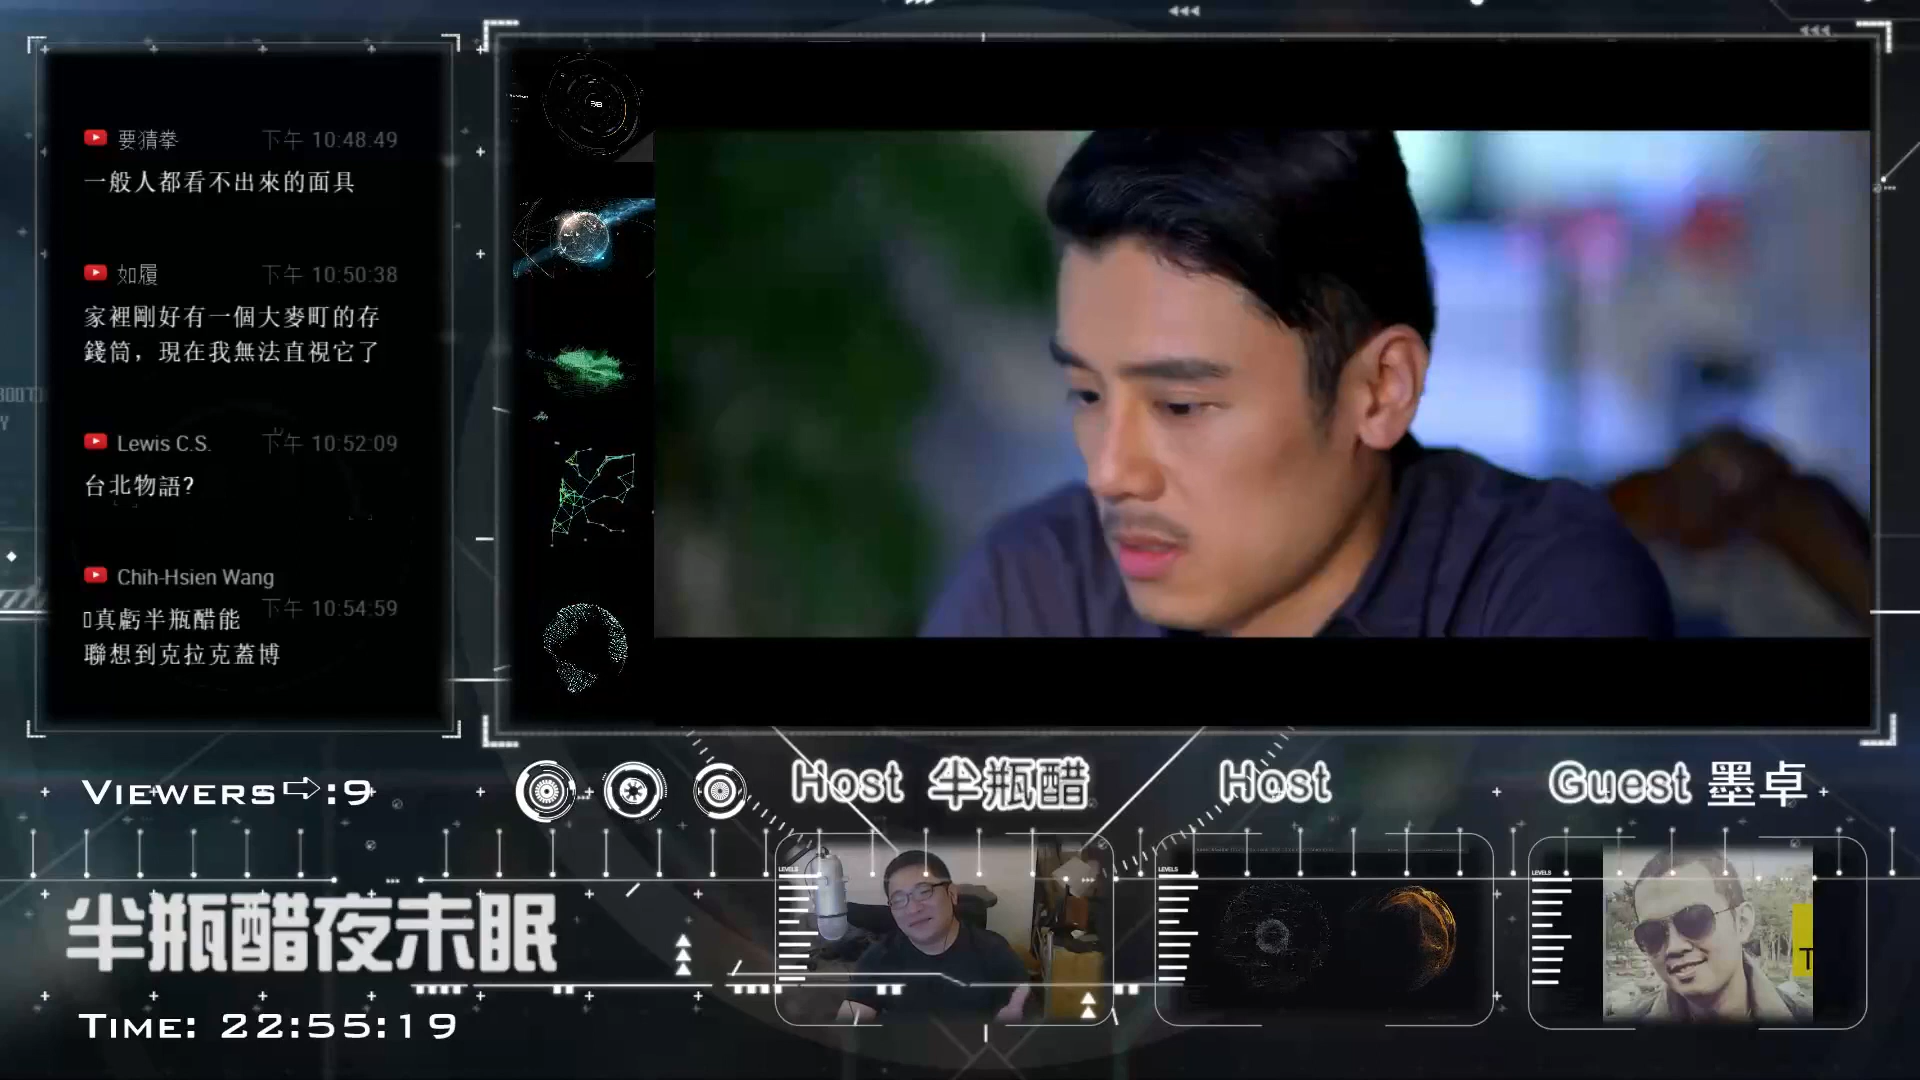 要猜拳 下午 10:48:49
一般人都看不出來的面具
如履 下午 10:50:38
家裡剛好有一個大麥町的存
錢筒，現在我無法直視它了
Lewis C.S. 下午 10:52:09
台北物語?
Chih-Hsien Wang
下午 10:54:59
真虧半瓶醋能
聯想到克拉克蓋博
VIEWERS➪:9
Host 半瓶醋
Host
Guest 墨卓
LEVELS
LEVELS
LEVELS
T
半瓶醋夜未眠
TIME: 22:55:19